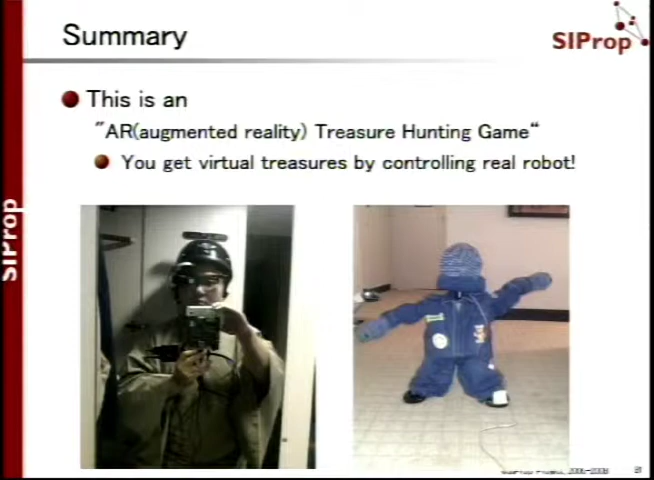 Summary
SIProp
This is an
"AR(augmented reality) Treasure Hunting Game“
You get virtual treasures by controlling real robot!
SIProp